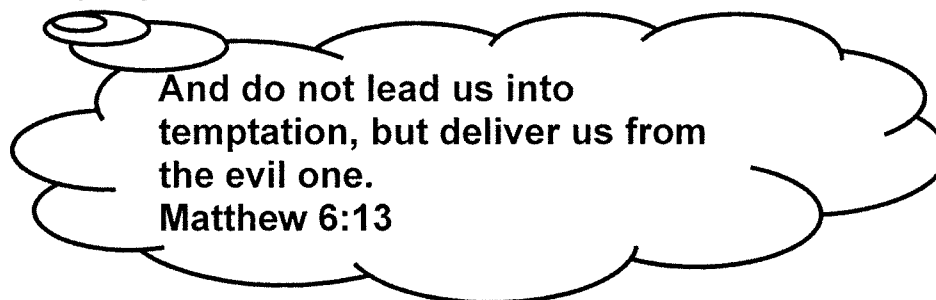 And do not lead us into
temptation, but deliver us from
the evil one.
Matthew 6:13